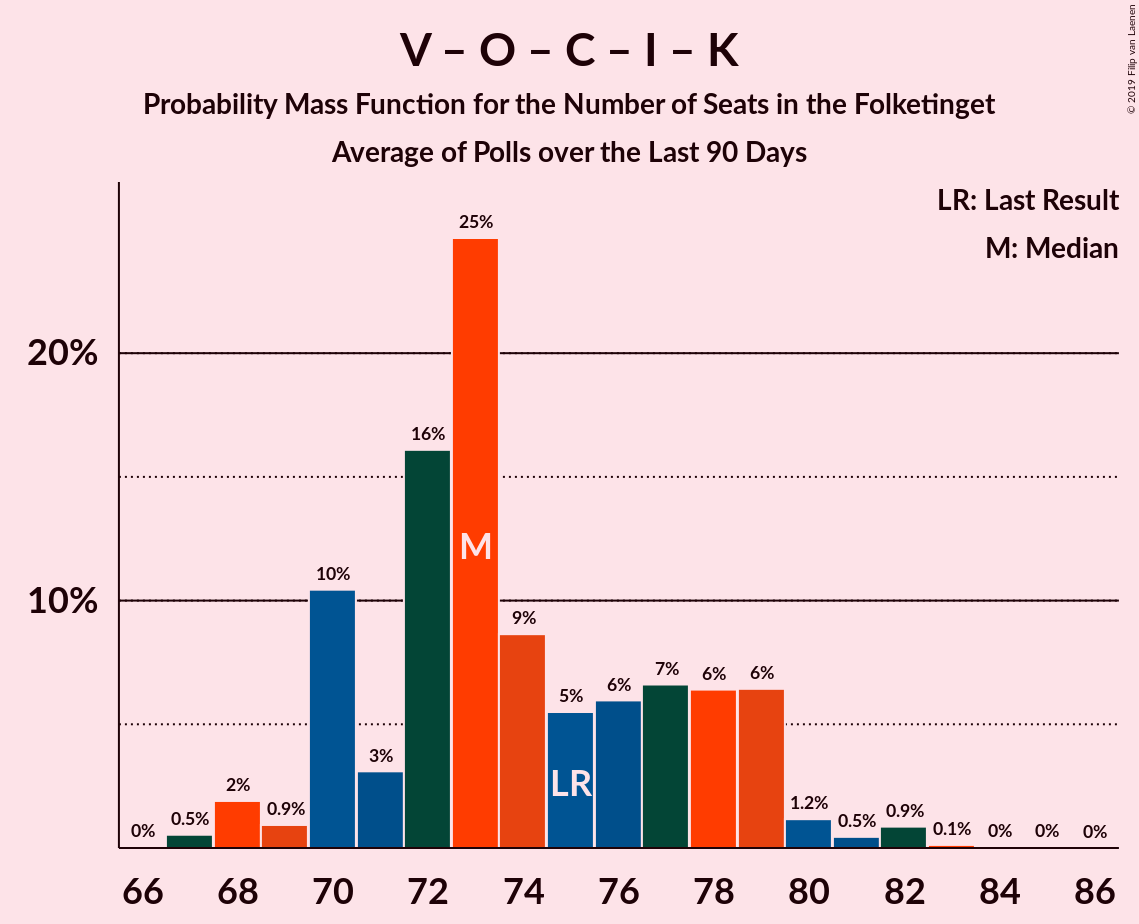 V – O – C – I – K
Probability Mass Function for the Number of Seats in the Folketinget
Average of Polls over the Last 90 Days
© 2019 Filip van Laenen
LR: Last Result
M: Median
20%
10%
0%
0.5%
2%
0.9%
10%
3%
16%
25%
9%
5%
6%
7%
6%
6%
1.2%
0.5%
0.9%
0.1%
0%
0%
0%
M
LR
66 68 70 72 74 76 78 80 82 84 86